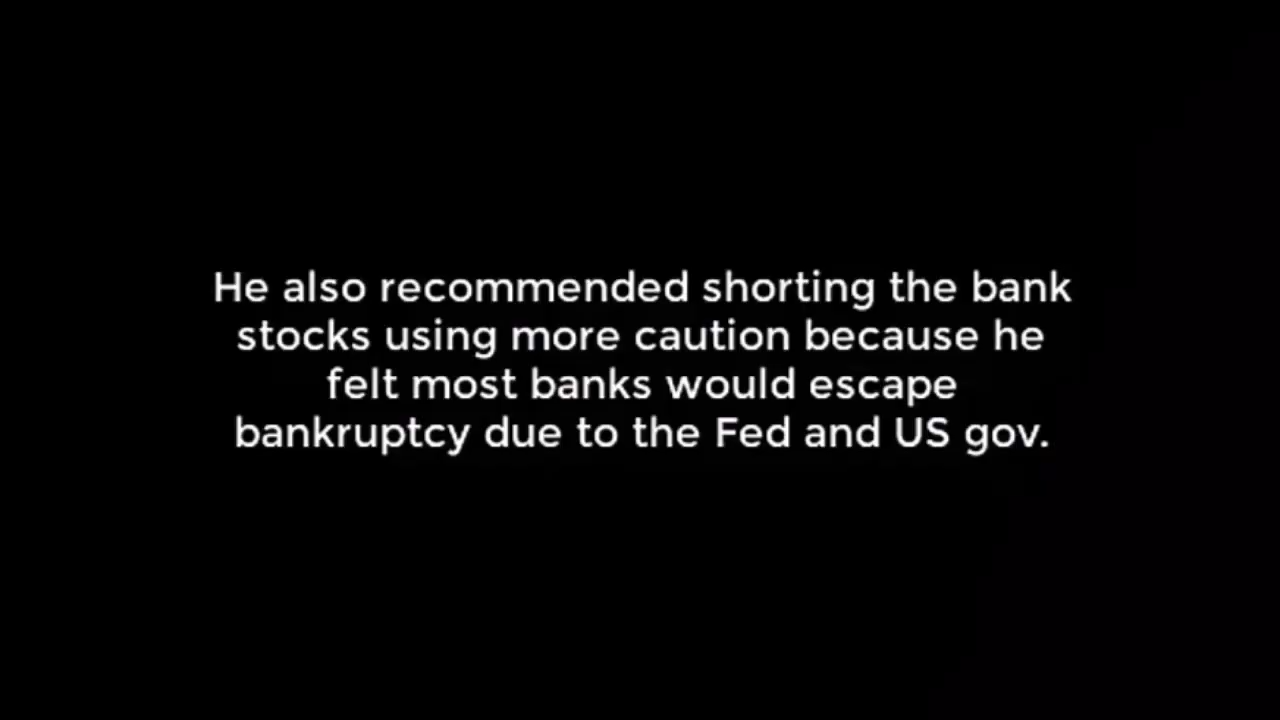 He also recommended shorting the bank
stocks using more caution because he
felt most banks would escape
bankruptcy due to the Fed and US gov.